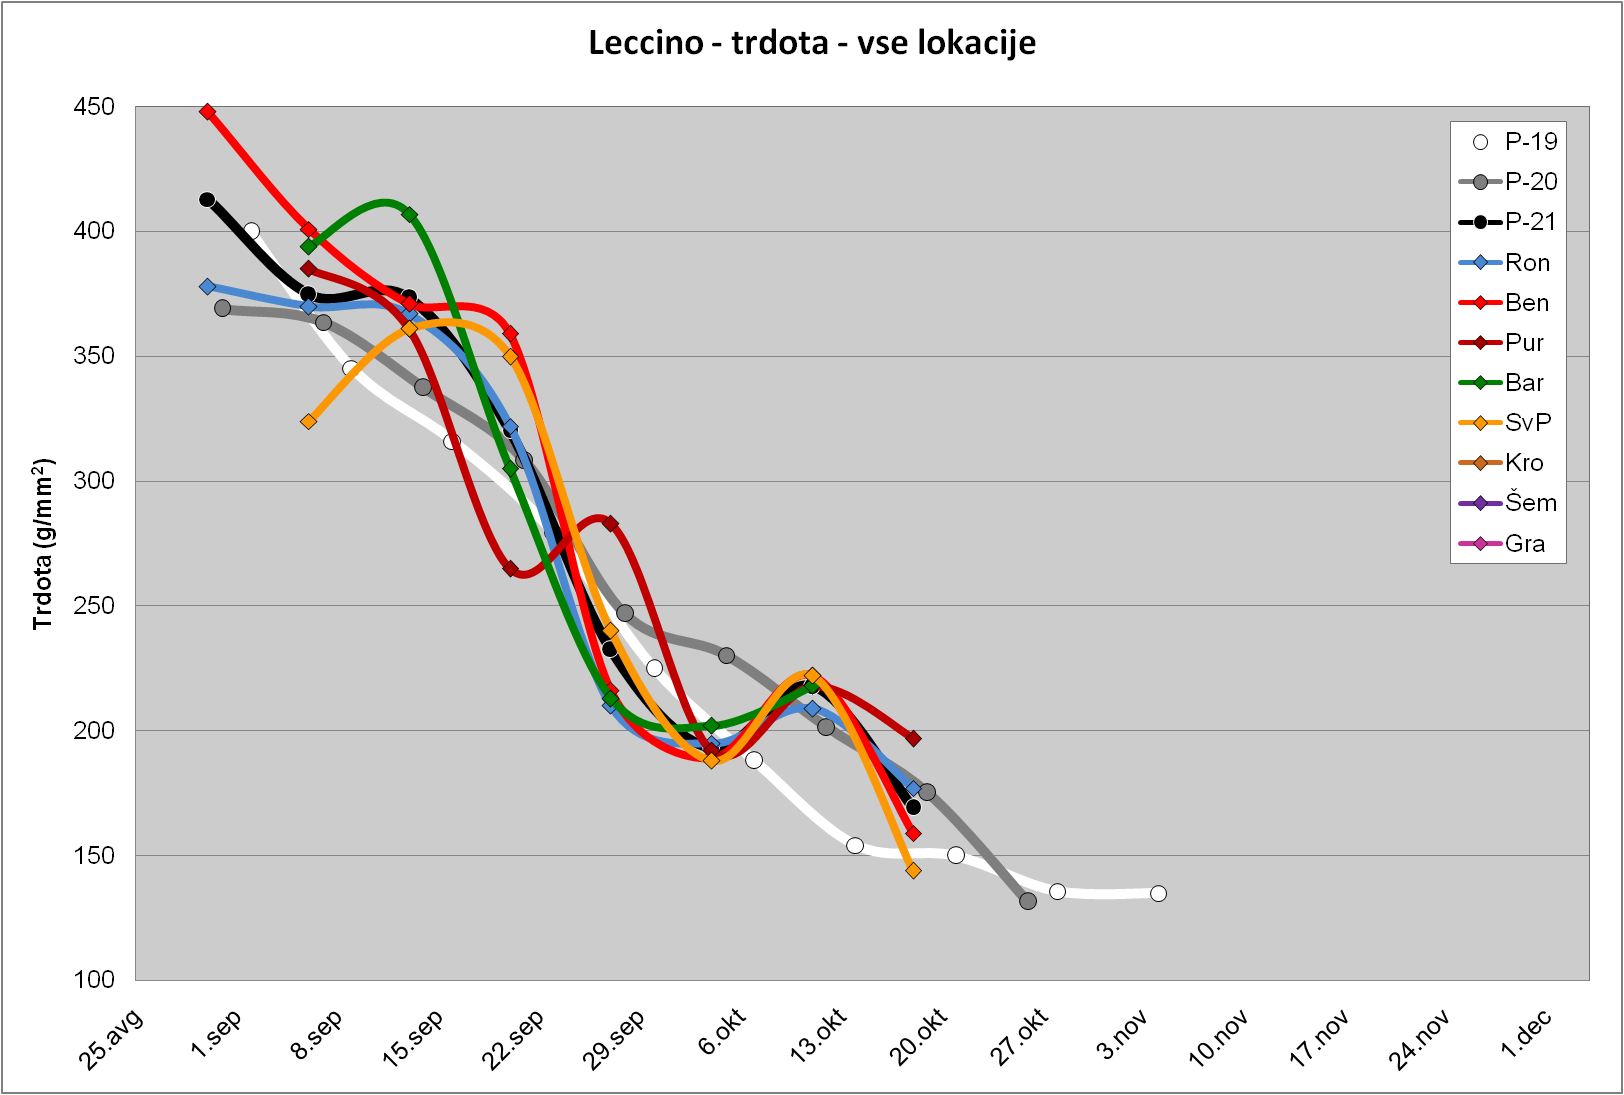 Leccino - trdota - vse lokacije
Trdota (g/mm²)
450
400
350
300
250
200
150
100
25.avg
1.sep
8.sep
15.sep
22.sep
29.sep
6.okt
13.okt
20.okt
27.okt
3.nov
10.nov
17.nov
24.nov
1.dec
P-19
P-20
P-21
Ron
Ben
Pur
Bar
SvP
Kro
Šem
Gra